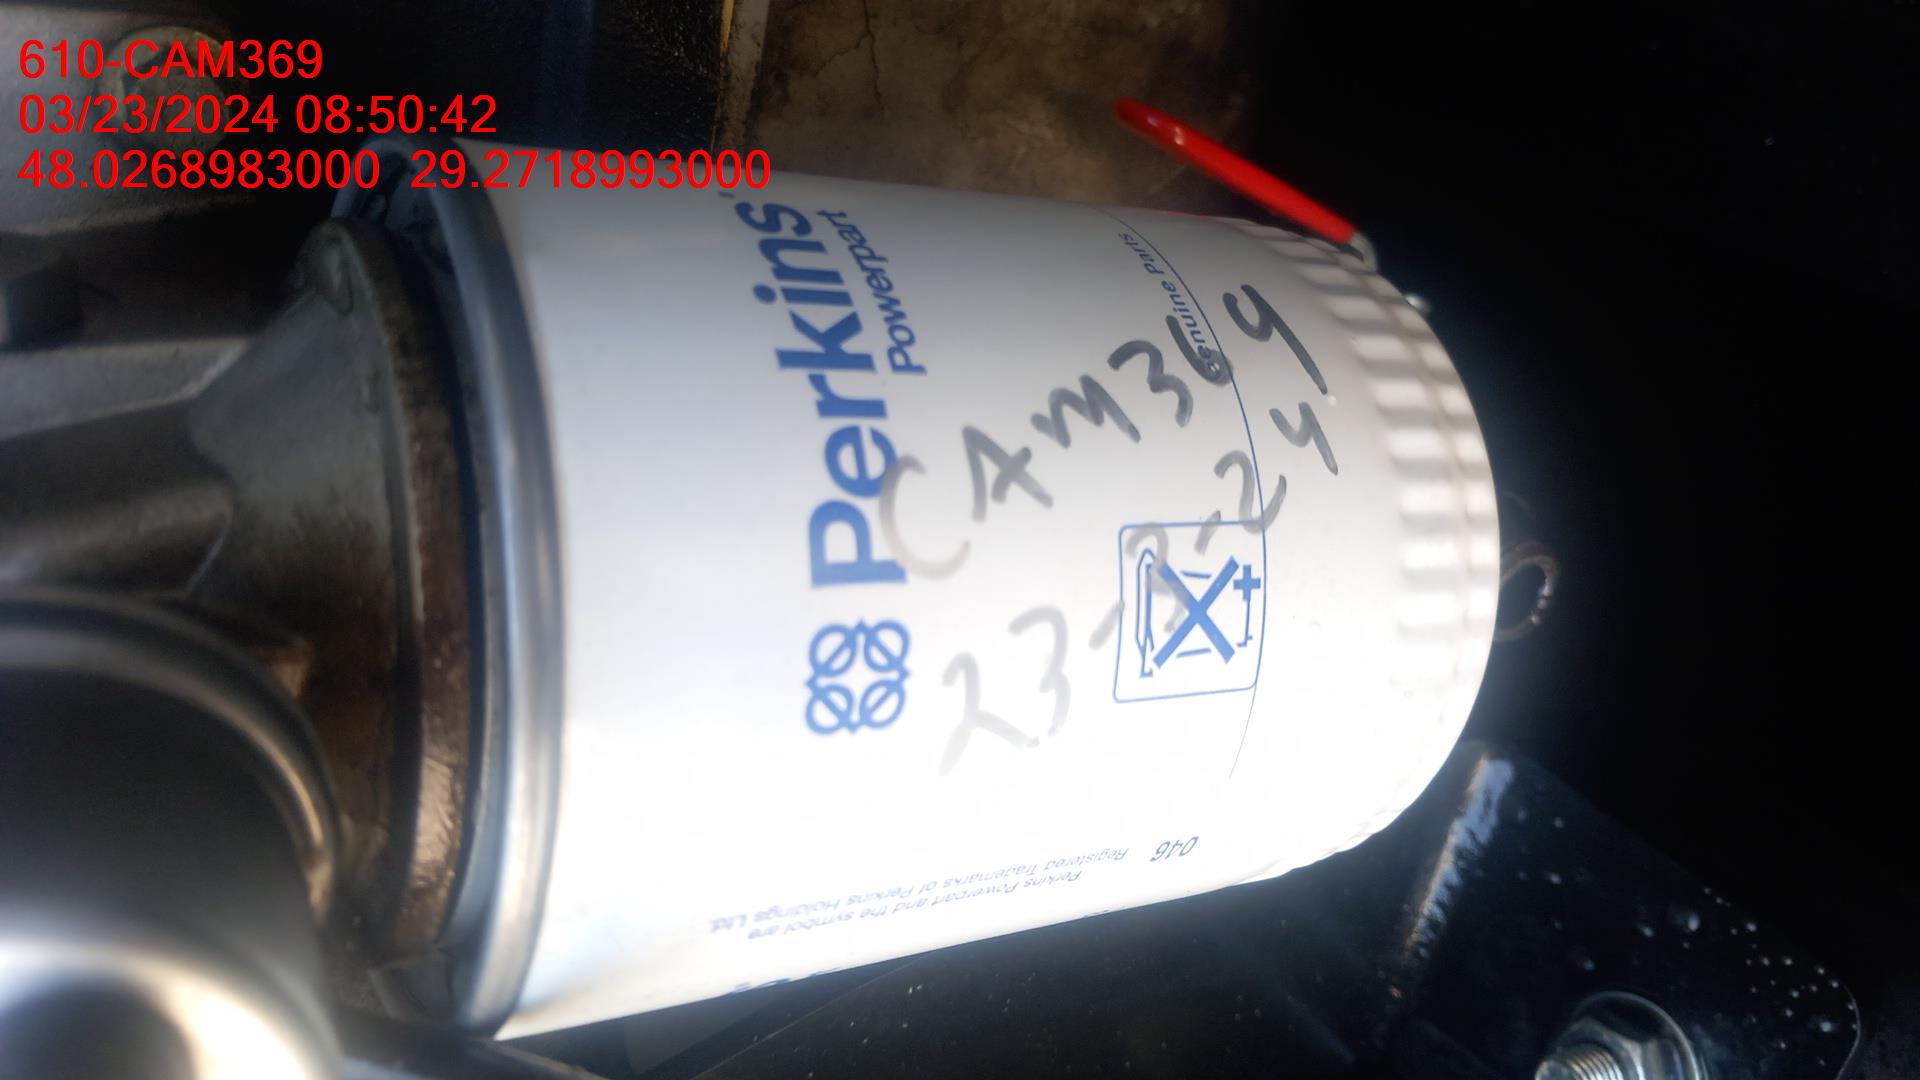 610-CAM369
03/23/2024 08:50:42
48.0268983000 29.2718993000
Perkins
Powerpart
Genuine Parts
CAM369
23-3-24
046
Perkins Powerpart and the symbol are
Registered Trademarks of Perkins Holdings Ltd.